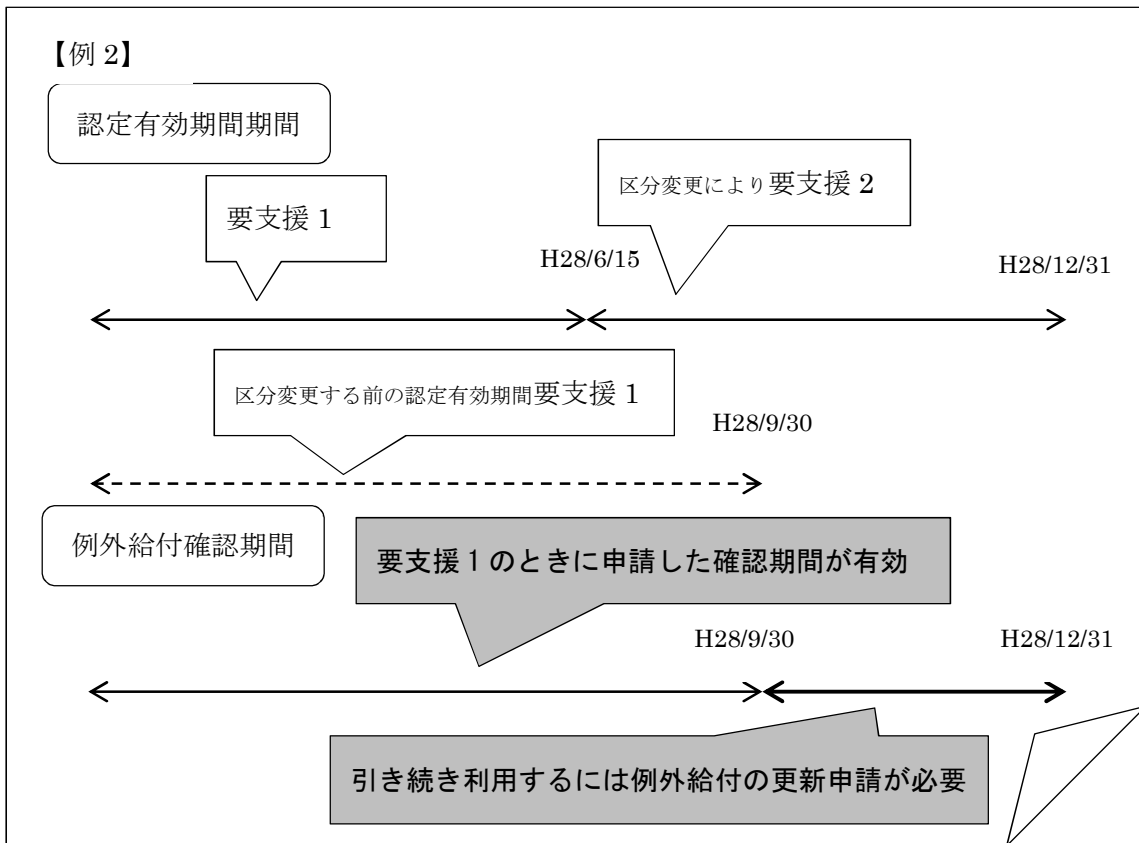 【例 2】
認定有効期間期間
要支援 1
区分変更により要支援 2
H28/6/15
H28/12/31
区分変更する前の認定有効期間要支援 1
H28/9/30
例外給付確認期間
要支援１のときに申請した確認期間が有効
H28/9/30
H28/12/31
引き続き利用するには例外給付の更新申請が必要